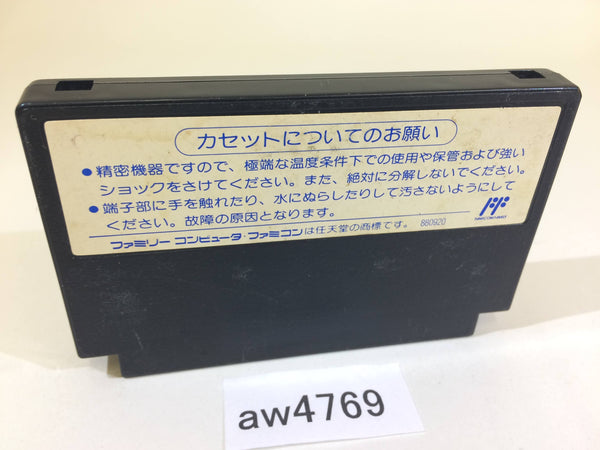 カセットについてのお願い
●精密機器ですので、極端な温度条件下での使用や保管および強い
ショックをさけてください。また、絶対に分解しないでください。
●端子部に手を触れたり、水にぬらしたりして汚さないようにして
ください。故障の原因となります。
ファミリーコンピュータ・ファミコンは任天堂の商標です。 880920
aw4769